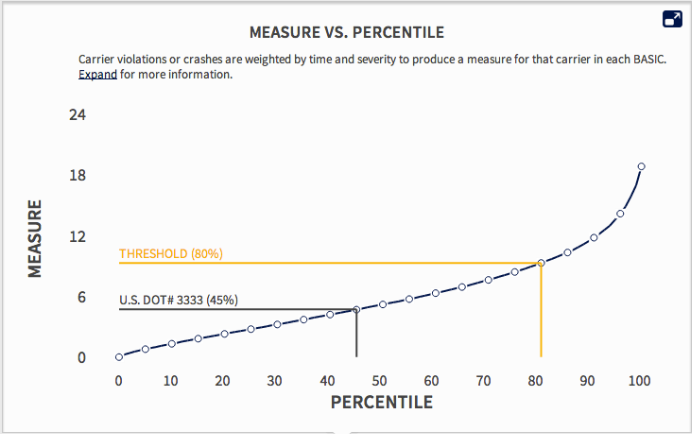 MEASURE VS. PERCENTILE
Carrier violations or crashes are weighted by time and severity to produce a measure for that carrier in each BASIC.
Expand for more information.
24
18
12
6
0
MEASURE
THRESHOLD (80%)
U.S. DOT# 3333 (45%)
0 10 20 30 40 50 60 70 80 90 100
PERCENTILE